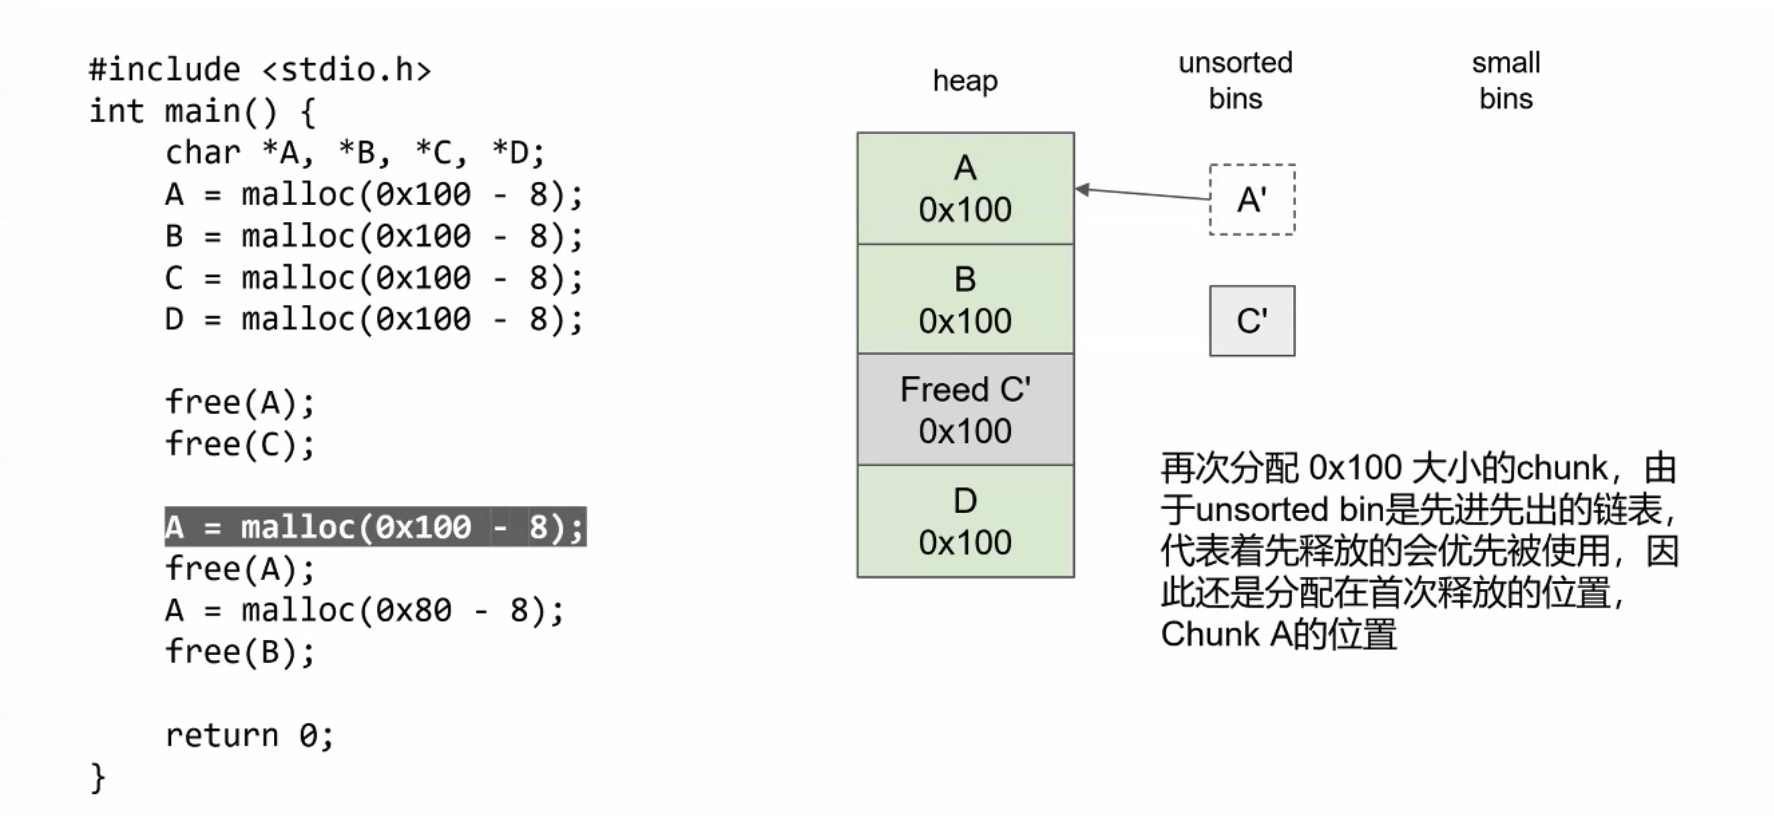 #include <stdio.h>
int main() {
char *A, *B, *C, *D;
A = malloc(0x100 - 8);
B = malloc(0x100 - 8);
C = malloc(0x100 - 8);
D = malloc(0x100 - 8);
free(A);
free(C);
A = malloc(0x100 - 8);
free(A);
A = malloc(0x80 - 8);
free(B);
return 0;
}
heap
A
0x100
B
0x100
Freed C'
0x100
D
0x100
unsorted
bins
A'
C'
small
bins
再次分配 0x100 大小的chunk，由
于unsorted bin是先进先出的链表，
代表着先释放的会优先被使用，因
此还是分配在首次释放的位置，
Chunk A的位置